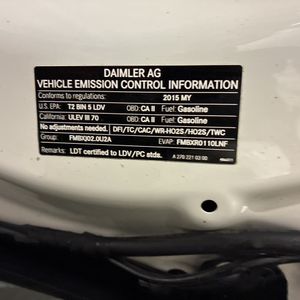 DAIMLER AG
VEHICLE EMISSION CONTROL INFORMATION
Conforms to regulations: 2015 MY
U.S. EPA: T2 BIN 5 LDV OBD: CA II Fuel: Gasoline
California: ULEV III 70 OBD: CA II Fuel: Gasoline
No adjustments needed. DFI/TC/CAC/WR-HO2S/HO2S/TWC
Group: FMBXJ02.0U2A EVAP: FMBXR0110LNF
Remarks: LDT certified to LDV/PC stds. A 270 221 03 00